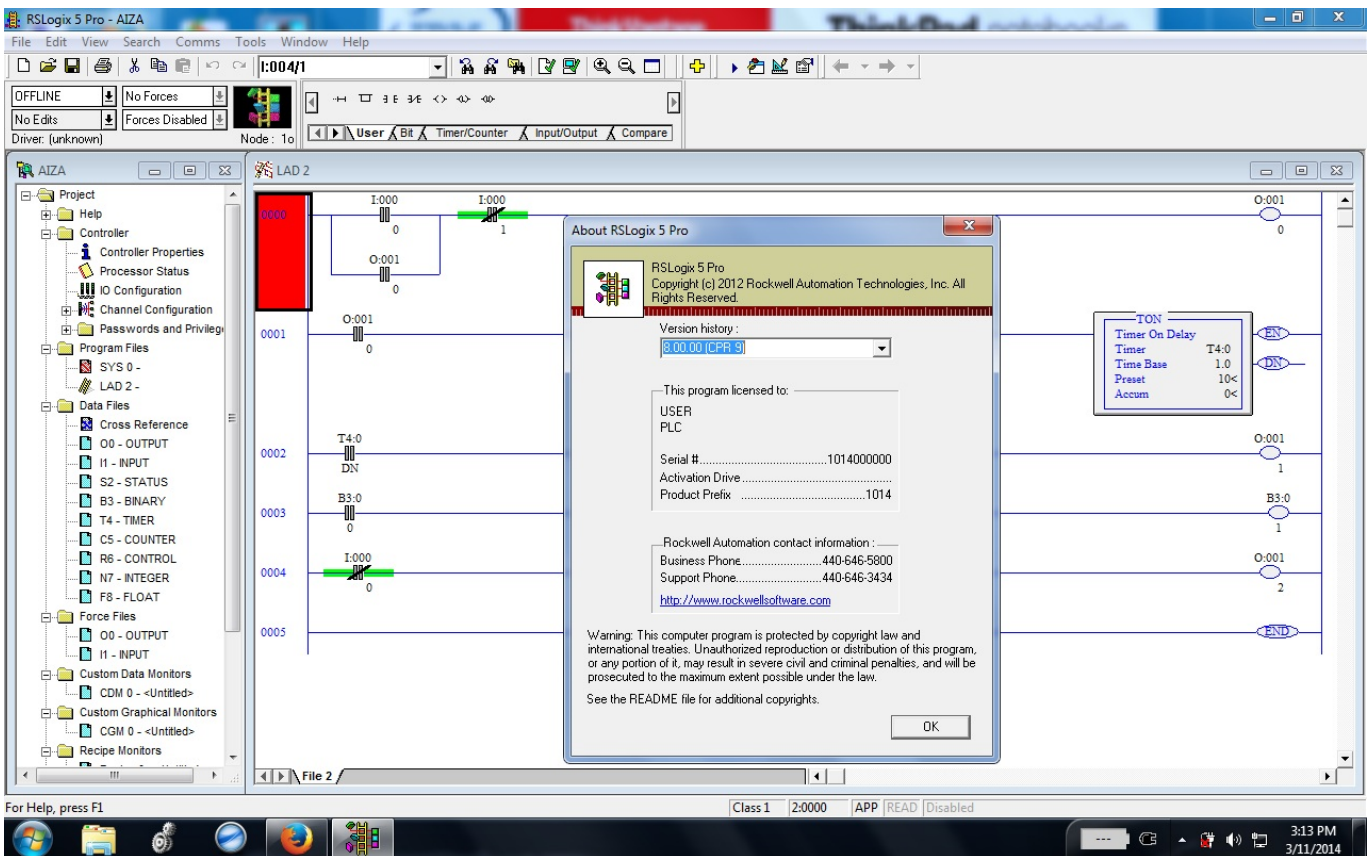 RSLogix 5 Pro - AIZA
File Edit View Search Comms Tools Window Help
I:004/1
OFFLINE No Forces
No Edits Forces Disabled
Driver: (unknown) Node : 1o
User Bit Timer/Counter Input/Output Compare
AIZA
Project
Help
Controller
Controller Properties
Processor Status
IO Configuration
Channel Configuration
Passwords and Privileg
Program Files
SYS 0 -
LAD 2 -
Data Files
Cross Reference
O0 - OUTPUT
I1 - INPUT
S2 - STATUS
B3 - BINARY
T4 - TIMER
C5 - COUNTER
R6 - CONTROL
N7 - INTEGER
F8 - FLOAT
Force Files
O0 - OUTPUT
I1 - INPUT
Custom Data Monitors
CDM 0 - <Untitled>
Custom Graphical Monitors
CGM 0 - <Untitled>
Recipe Monitors
LAD 2
0000
I:000
0
I:000
1
O:001
0
O:001
0
0001
O:001
0
TON
Timer On Delay
Timer T4:0
Time Base 1.0
Preset 10<
Accum 0<
EN
DN
0002
T4:0
DN
O:001
1
0003
B3:0
0
B3:0
1
0004
I:000
0
O:001
2
0005
END
File 2
About RSLogix 5 Pro
RSLogix 5 Pro
Copyright (c) 2012 Rockwell Automation Technologies, Inc. All
Rights Reserved.
Version history :
8.00.00 (CPR 9)
This program licensed to:
USER
PLC
Serial #......................................1014000000
Activation Drive.............................................
Product Prefix .....................................1014
Rockwell Automation contact information :
Business Phone........................440-646-5800
Support Phone.........................440-646-3434
http://www.rockwellsoftware.com
Warning: This computer program is protected by copyright law and
international treaties. Unauthorized reproduction or distribution of this program,
or any portion of it, may result in severe civil and criminal penalties, and will be
prosecuted to the maximum extent possible under the law.
See the README file for additional copyrights.
OK
For Help, press F1
Class 1 2:0000 APP READ Disabled
3:13 PM
3/11/2014